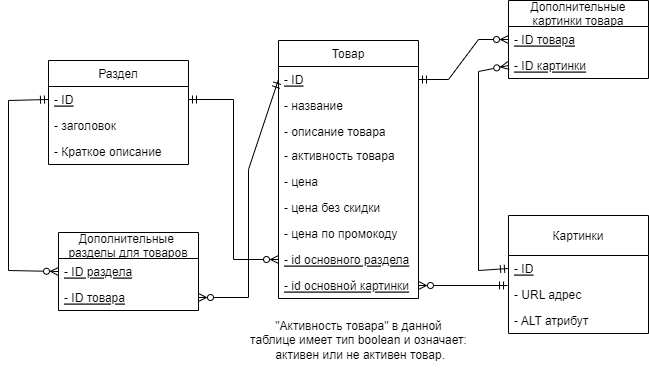 Раздел
- ID
- заголовок
- Краткое описание
Дополнительные
разделы для товаров
- ID раздела
- ID товара
Товар
- ID
- название
- описание товара
- активность товара
- цена
- цена без скидки
- цена по промокоду
- id основного раздела
- id основной картинки
"Активность товара" в данной
таблице имеет тип boolean и означает:
активен или не активен товар.
Дополнительные
картинки товара
- ID товара
- ID картинки
Картинки
- ID
- URL адрес
- ALT атрибут